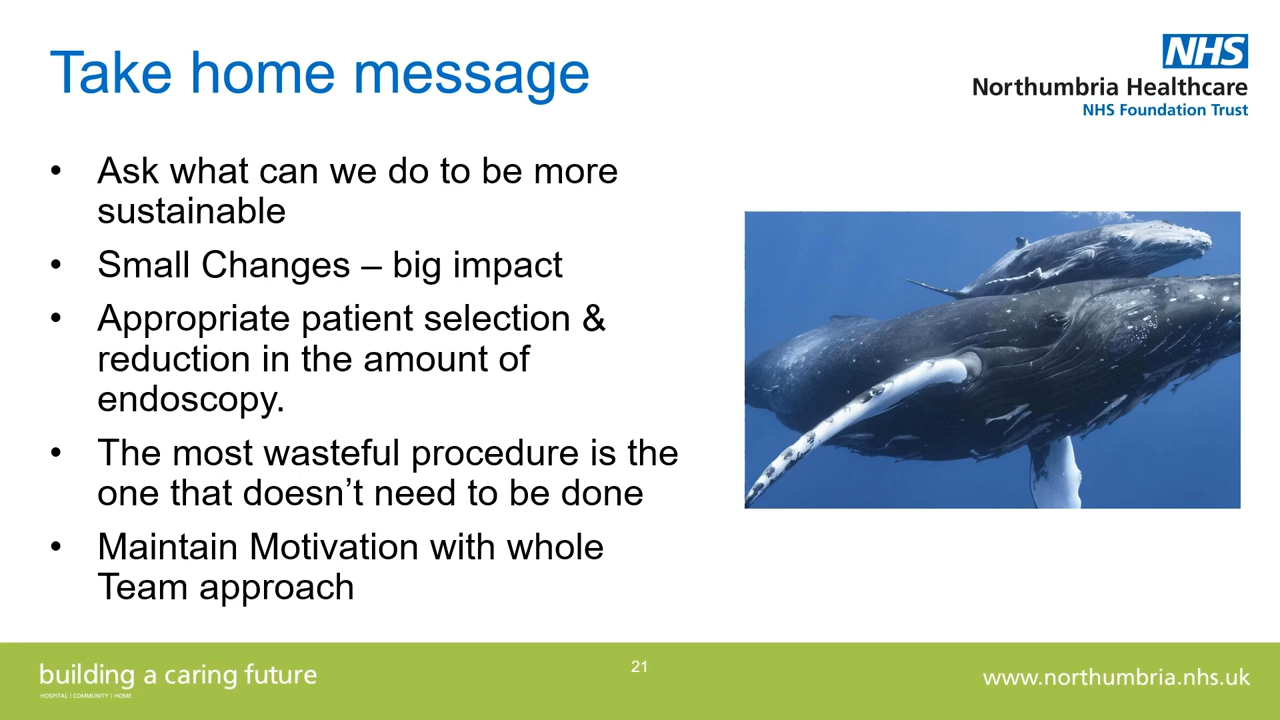 Take home message
NHS
Northumbria Healthcare
NHS Foundation Trust
• Ask what can we do to be more
sustainable
• Small Changes – big impact
• Appropriate patient selection &
reduction in the amount of
endoscopy.
• The most wasteful procedure is the
one that doesn’t need to be done
• Maintain Motivation with whole
Team approach
building a caring future
HOSPITAL | COMMUNITY | HOME
21
www.northumbria.nhs.uk